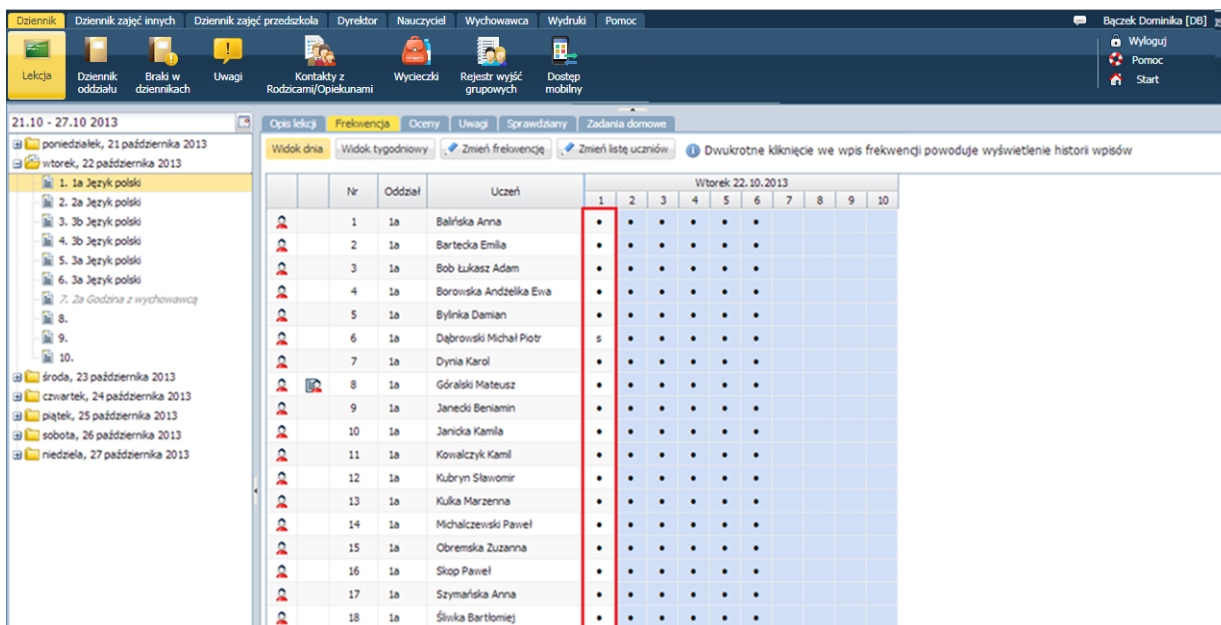 Dziennik Dziennik zajęć innych Dziennik zajęć przedszkola Dyrektor Nauczyciel Wychowawca Wydruki Pomoc Bączek Dominika [DB]
Lekcja Dziennik oddziału Braki w dziennikach Uwagi Kontakty z Rodzicami/Opiekunami Wycieczki Rejestr wyjść grupowych Dostęp mobilny
Wyloguj
Pomoc
Start
21.10 - 27.10 2013
poniedziałek, 21 października 2013
wtorek, 22 października 2013
1. 1a Język polski
2. 2a Język polski
3. 3b Język polski
4. 3b Język polski
5. 3a Język polski
6. 3a Język polski
7. 2a Godzina z wychowawcą
8.
9.
10.
środa, 23 października 2013
czwartek, 24 października 2013
piątek, 25 października 2013
sobota, 26 października 2013
niedziela, 27 października 2013
Opis lekcji Frekwencja Oceny Uwagi Sprawdziany Zadania domowe
Widok dnia Widok tygodniowy Zmień frekwencję Zmień listę uczniów Dwukrotne kliknięcie we wpis frekwencji powoduje wyświetlenie historii wpisów
Nr Oddział Uczeń Wtorek 22.10.2013
1 2 3 4 5 6 7 8 9 10
1 1a Balińska Anna • • • • • •
2 1a Bartecka Emilia • • • • • •
3 1a Bob Łukasz Adam • • • • • •
4 1a Borowska Andżelika Ewa • • • • • •
5 1a Bylinka Damian • • • • • •
6 1a Dąbrowski Michał Piotr s • • • • •
7 1a Dynia Karol • • • • • •
8 1a Góralski Mateusz • • • • • •
9 1a Janecki Beniamin • • • • • •
10 1a Janicka Kamila • • • • • •
11 1a Kowalczyk Kamil • • • • • •
12 1a Kubryn Sławomir • • • • • •
13 1a Kulka Marzenna • • • • • •
14 1a Michalczewski Paweł • • • • • •
15 1a Obremska Zuzanna • • • • • •
16 1a Skop Paweł • • • • • •
17 1a Szymańska Anna • • • • • •
18 1a Śliwka Bartłomiej • • • • • •